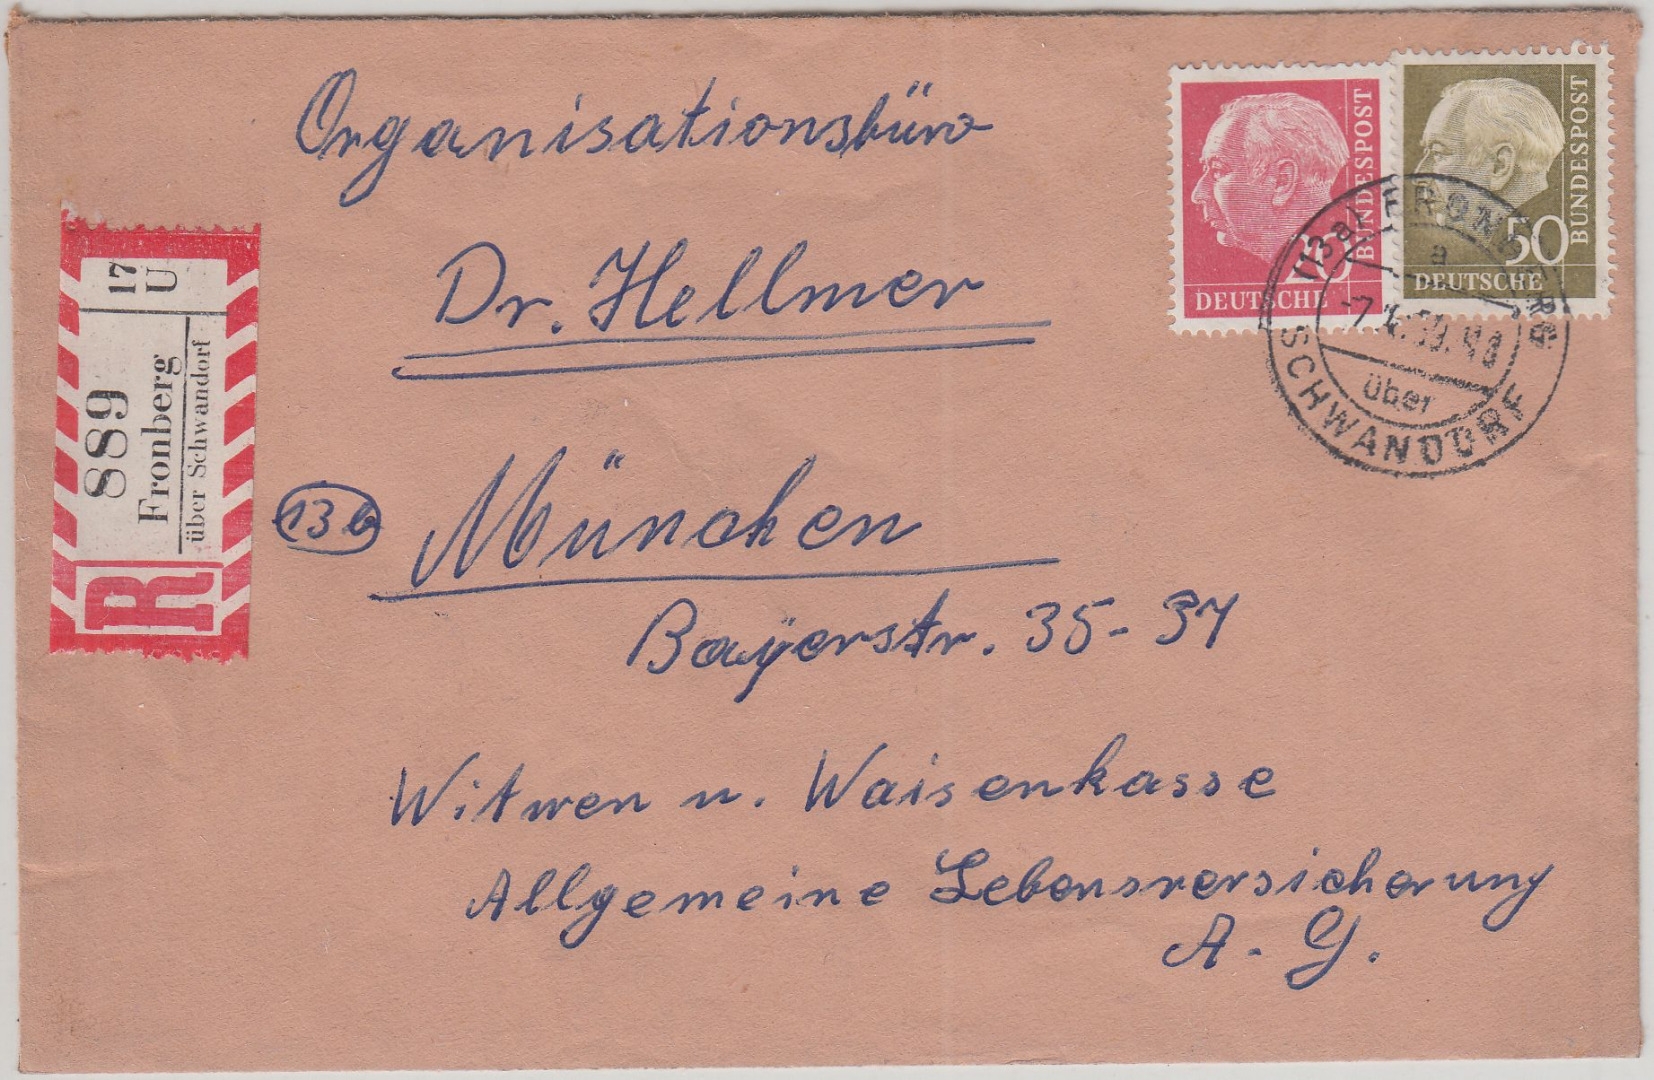 Organisationsbüro
Dr. Hellmer
13b München
Bayerstr. 35-37
Witwen u. Waisenkasse
Allgemeine Lebensversicherung
A. G.
R
889
17
U
Fronberg
über Schwandorf
DEUTSCHE
BUNDESPOST
DEUTSCHE
BUNDESPOST
50
(13a) FRONBERG
a
über
SCHWANDORF